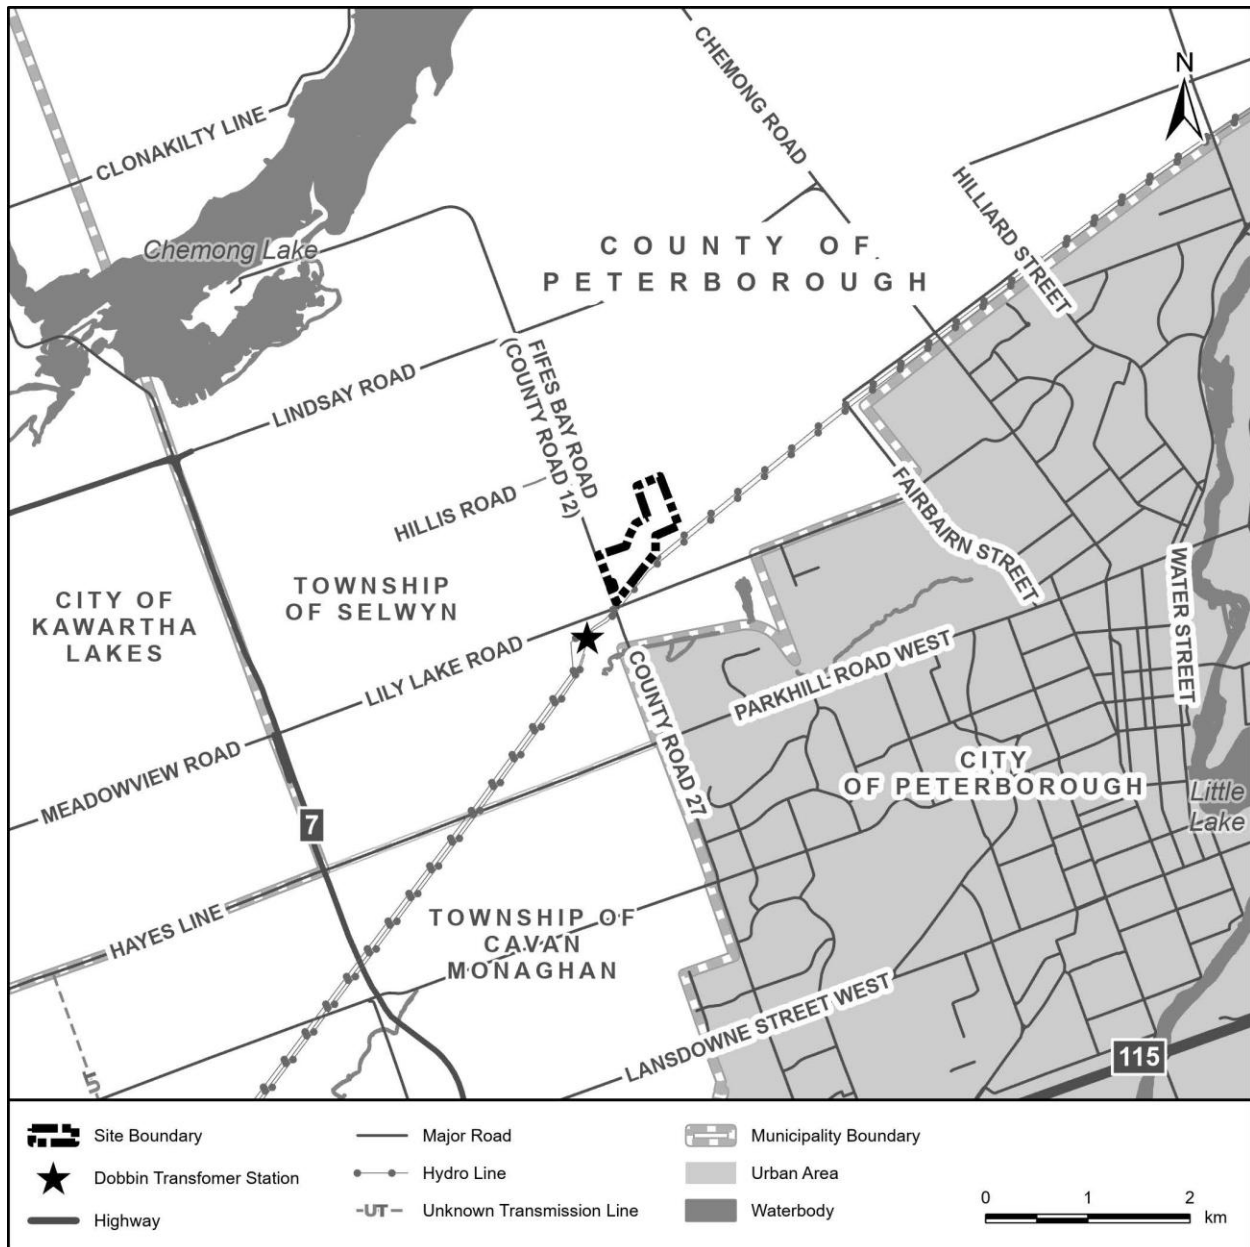 N
CHEMONG ROAD
CLONAKILTY LINE
HILLIARD STREET
Chemong Lake
COUNTY OF
PETERBOROUGH
FIFES BAY ROAD
(COUNTY ROAD 12)
LINDSAY ROAD
HILLIS ROAD
FAIRBAIRN STREET
WATER STREET
CITY OF
KAWARTHA
LAKES
TOWNSHIP
OF SELWYN
LILY LAKE ROAD
COUNTY ROAD 27
PARKHILL ROAD WEST
MEADOWVIEW ROAD
CITY
OF PETERBOROUGH
Little
Lake
7
HAYES LINE
TOWNSHIP OF
CAVAN
MONAGHAN
LANSDOWNE STREET WEST
115
UT
Site Boundary
Dobbin Transfomer Station
Highway
Major Road
Hydro Line
-UT- Unknown Transmission Line
Municipality Boundary
Urban Area
Waterbody
0 1 2
km